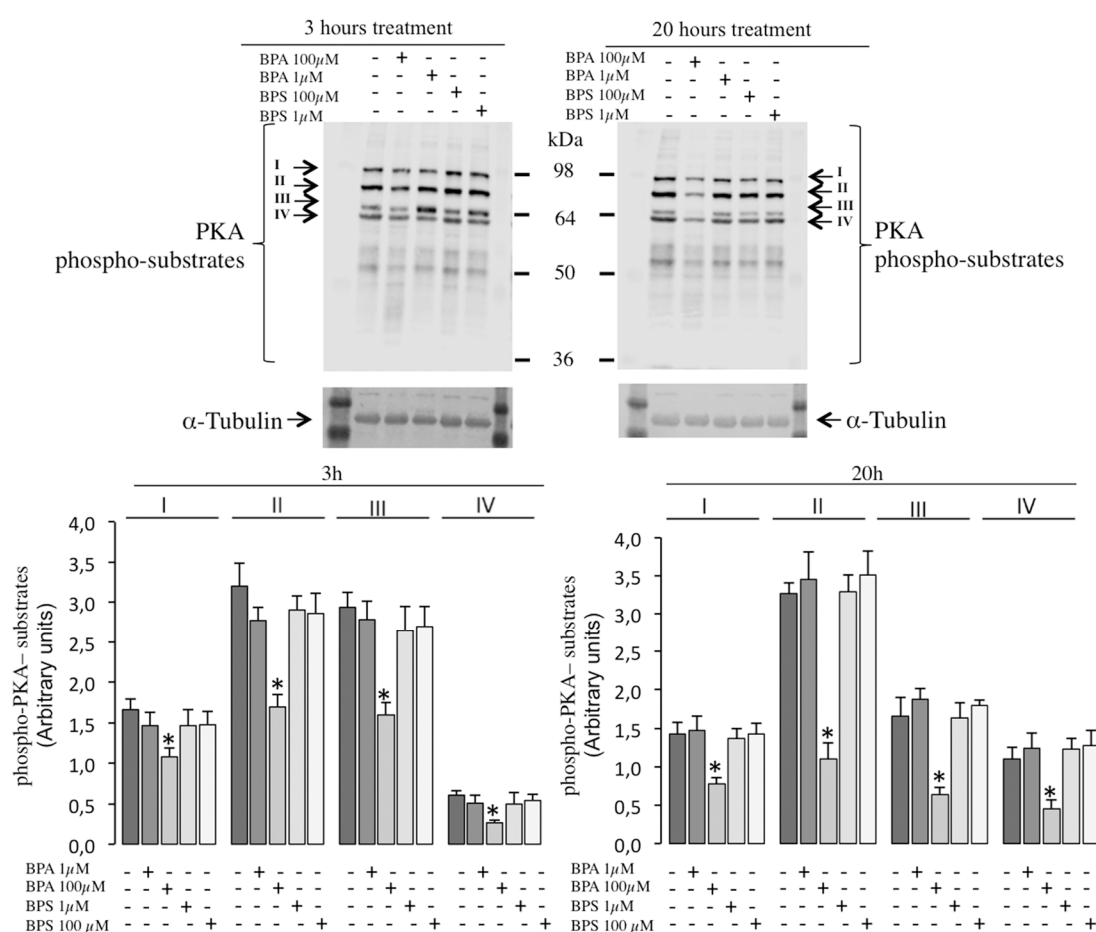 3 hours treatment
20 hours treatment
BPA 100µM - + - - -
BPA 1µM - - + - -
BPS 100µM - - - + -
BPS 1µM - - - - +
BPA 100µM - + - - -
BPA 1µM - - + - -
BPS 100µM - - - + -
BPS 1µM - - - - +
kDa
98
64
50
36
I
II
III
IV
PKA
phospho-substrates
I
II
III
IV
PKA
phospho-substrates
α-Tubulin
α-Tubulin
3h
I II III IV
4,0
3,5
3,0
2,5
2,0
1,5
1,0
0,5
0,0
phospho-PKA– substrates
(Arbitrary units)
* * * *
BPA 1µM - + - - - - + - - - - + - - - - + - - -
BPA 100µM - - + - - - - + - - - - + - - - - + - -
BPS 1µM - - - + - - - - + - - - - + - - - - + -
BPS 100 µM - - - - + - - - - + - - - - + - - - - +
20h
I II III IV
4,0
3,5
3,0
2,5
2,0
1,5
1,0
0,5
0,0
phospho-PKA– substrates
(Arbitrary units)
* * * *
BPA 1µM - + - - - - + - - - - + - - - - + - - -
BPA 100µM - - + - - - - + - - - - + - - - - + - -
BPS 1µM - - - + - - - - + - - - - + - - - - + -
BPS 100 µM - - - - + - - - - + - - - - + - - - - +